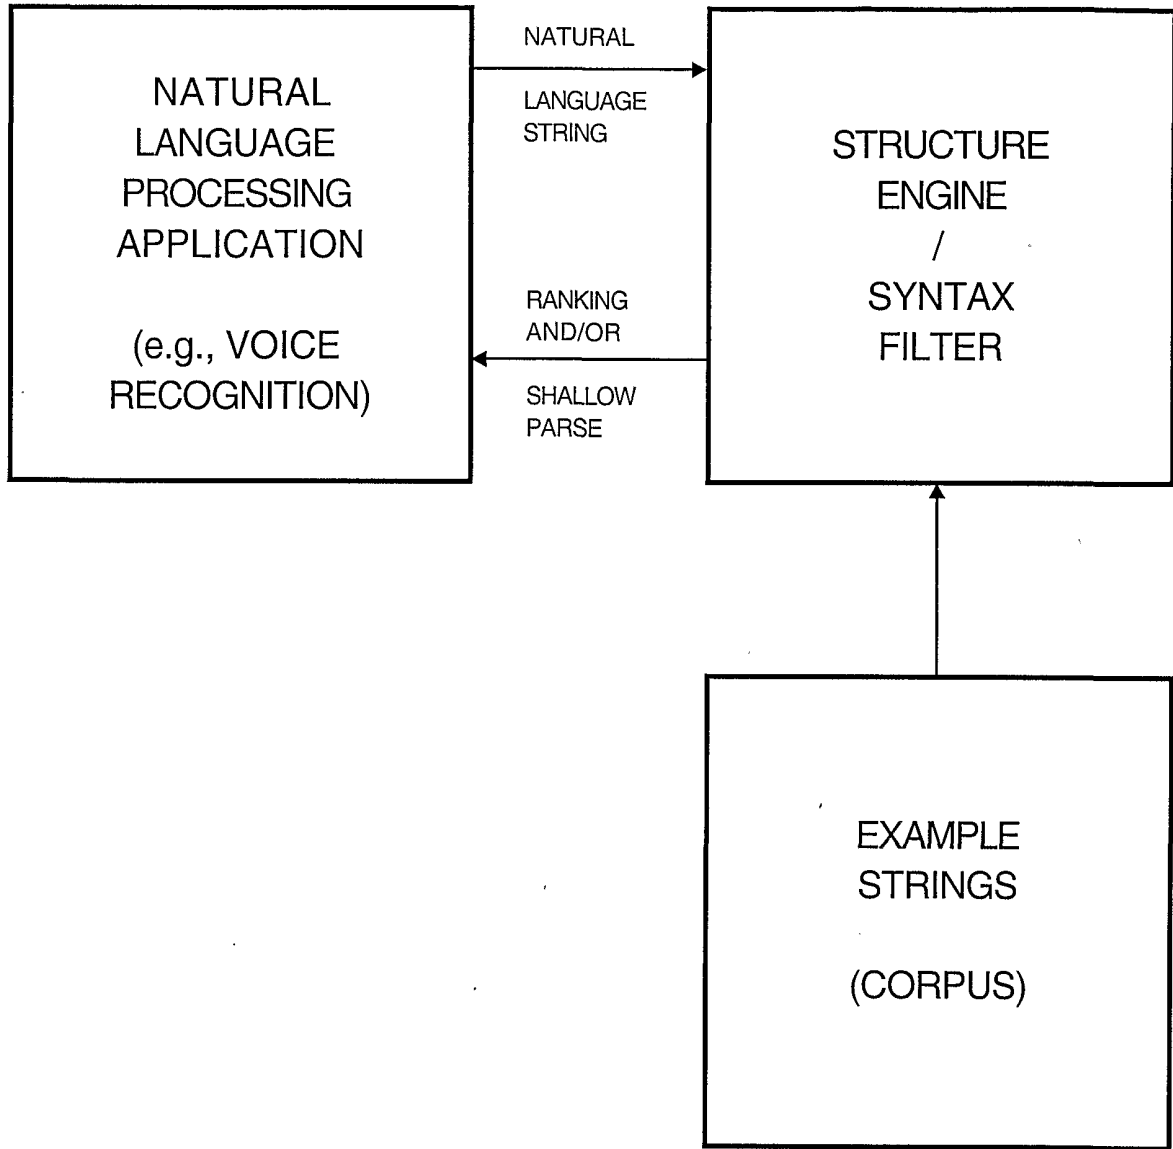 NATURAL
LANGUAGE
PROCESSING
APPLICATION
(e.g., VOICE
RECOGNITION)
NATURAL
LANGUAGE
STRING
RANKING
AND/OR
SHALLOW
PARSE
STRUCTURE
ENGINE
/
SYNTAX
FILTER
EXAMPLE
STRINGS
(CORPUS)